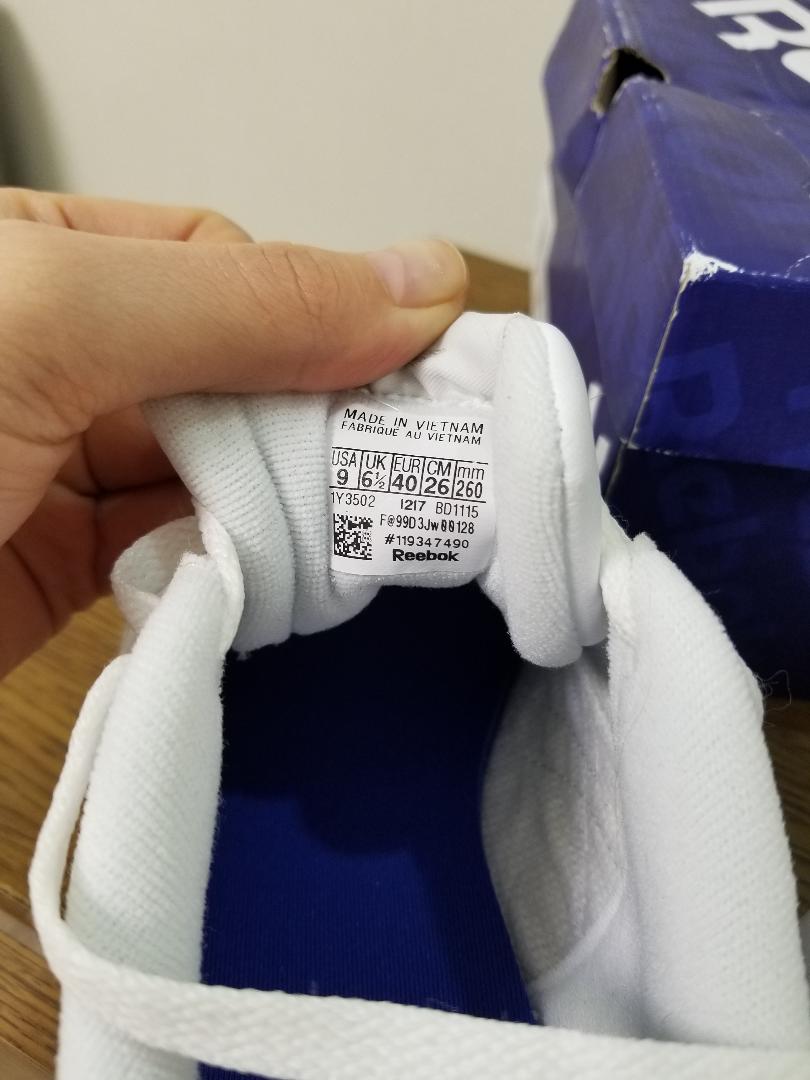 MADE IN VIETNAM
FABRIQUE AU VIETNAM
USA UK EUR CM mm
9 6½ 40 26 260
1Y3502 1217 BD1115
F@99D3Jw00128
#119347490
Reebok